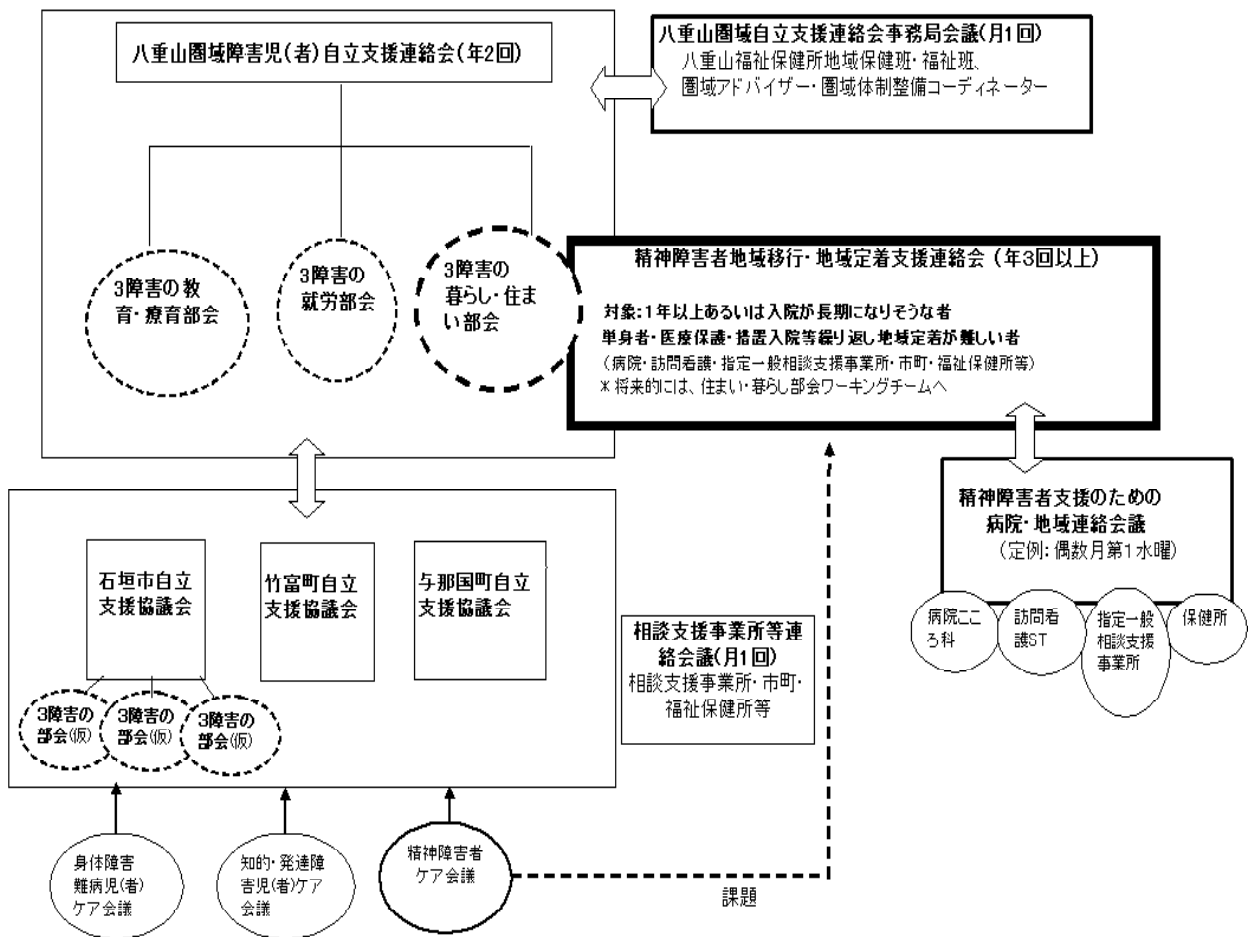 八重山圏域障害児(者)自立支援連絡会(年2回)
八重山圏域自立支援連絡会事務局会議(月1回)
八重山福祉保健所地域保健班・福祉班、
圏域アドバイザー・圏域体制整備コーディネーター
3障害の教
育・療育部会
3障害の
就労部会
3障害の
暮らし・住ま
い部会
精神障害者地域移行・地域定着支援連絡会（年3回以上）
対象:1年以上あるいは入院が長期になりそうな者
単身者・医療保護・措置入院等繰り返し地域定着が難しい者
（病院・訪問看護・指定一般相談支援事業所・市町・福祉保健所等）
＊将来的には、住まい・暮らし部会ワーキングチームへ
精神障害者支援のための
病院・地域連絡会議
（定例:偶数月第1水曜）
病院ここ
ろ科
訪問看
護ST
指定一般
相談支援
事業所
保健所
石垣市自立
支援協議会
竹富町自立
支援協議会
与那国町自立
支援協議会
3障害の
部会(仮)
3障害の
部会(仮)
3障害の
部会(仮)
相談支援事業所等連
絡会議(月1回)
相談支援事業所・市町・
福祉保健所等
身体障害
難病児(者)
ケア会議
知的・発達障
害児(者)ケア
会議
精神障害者
ケア会議
課題